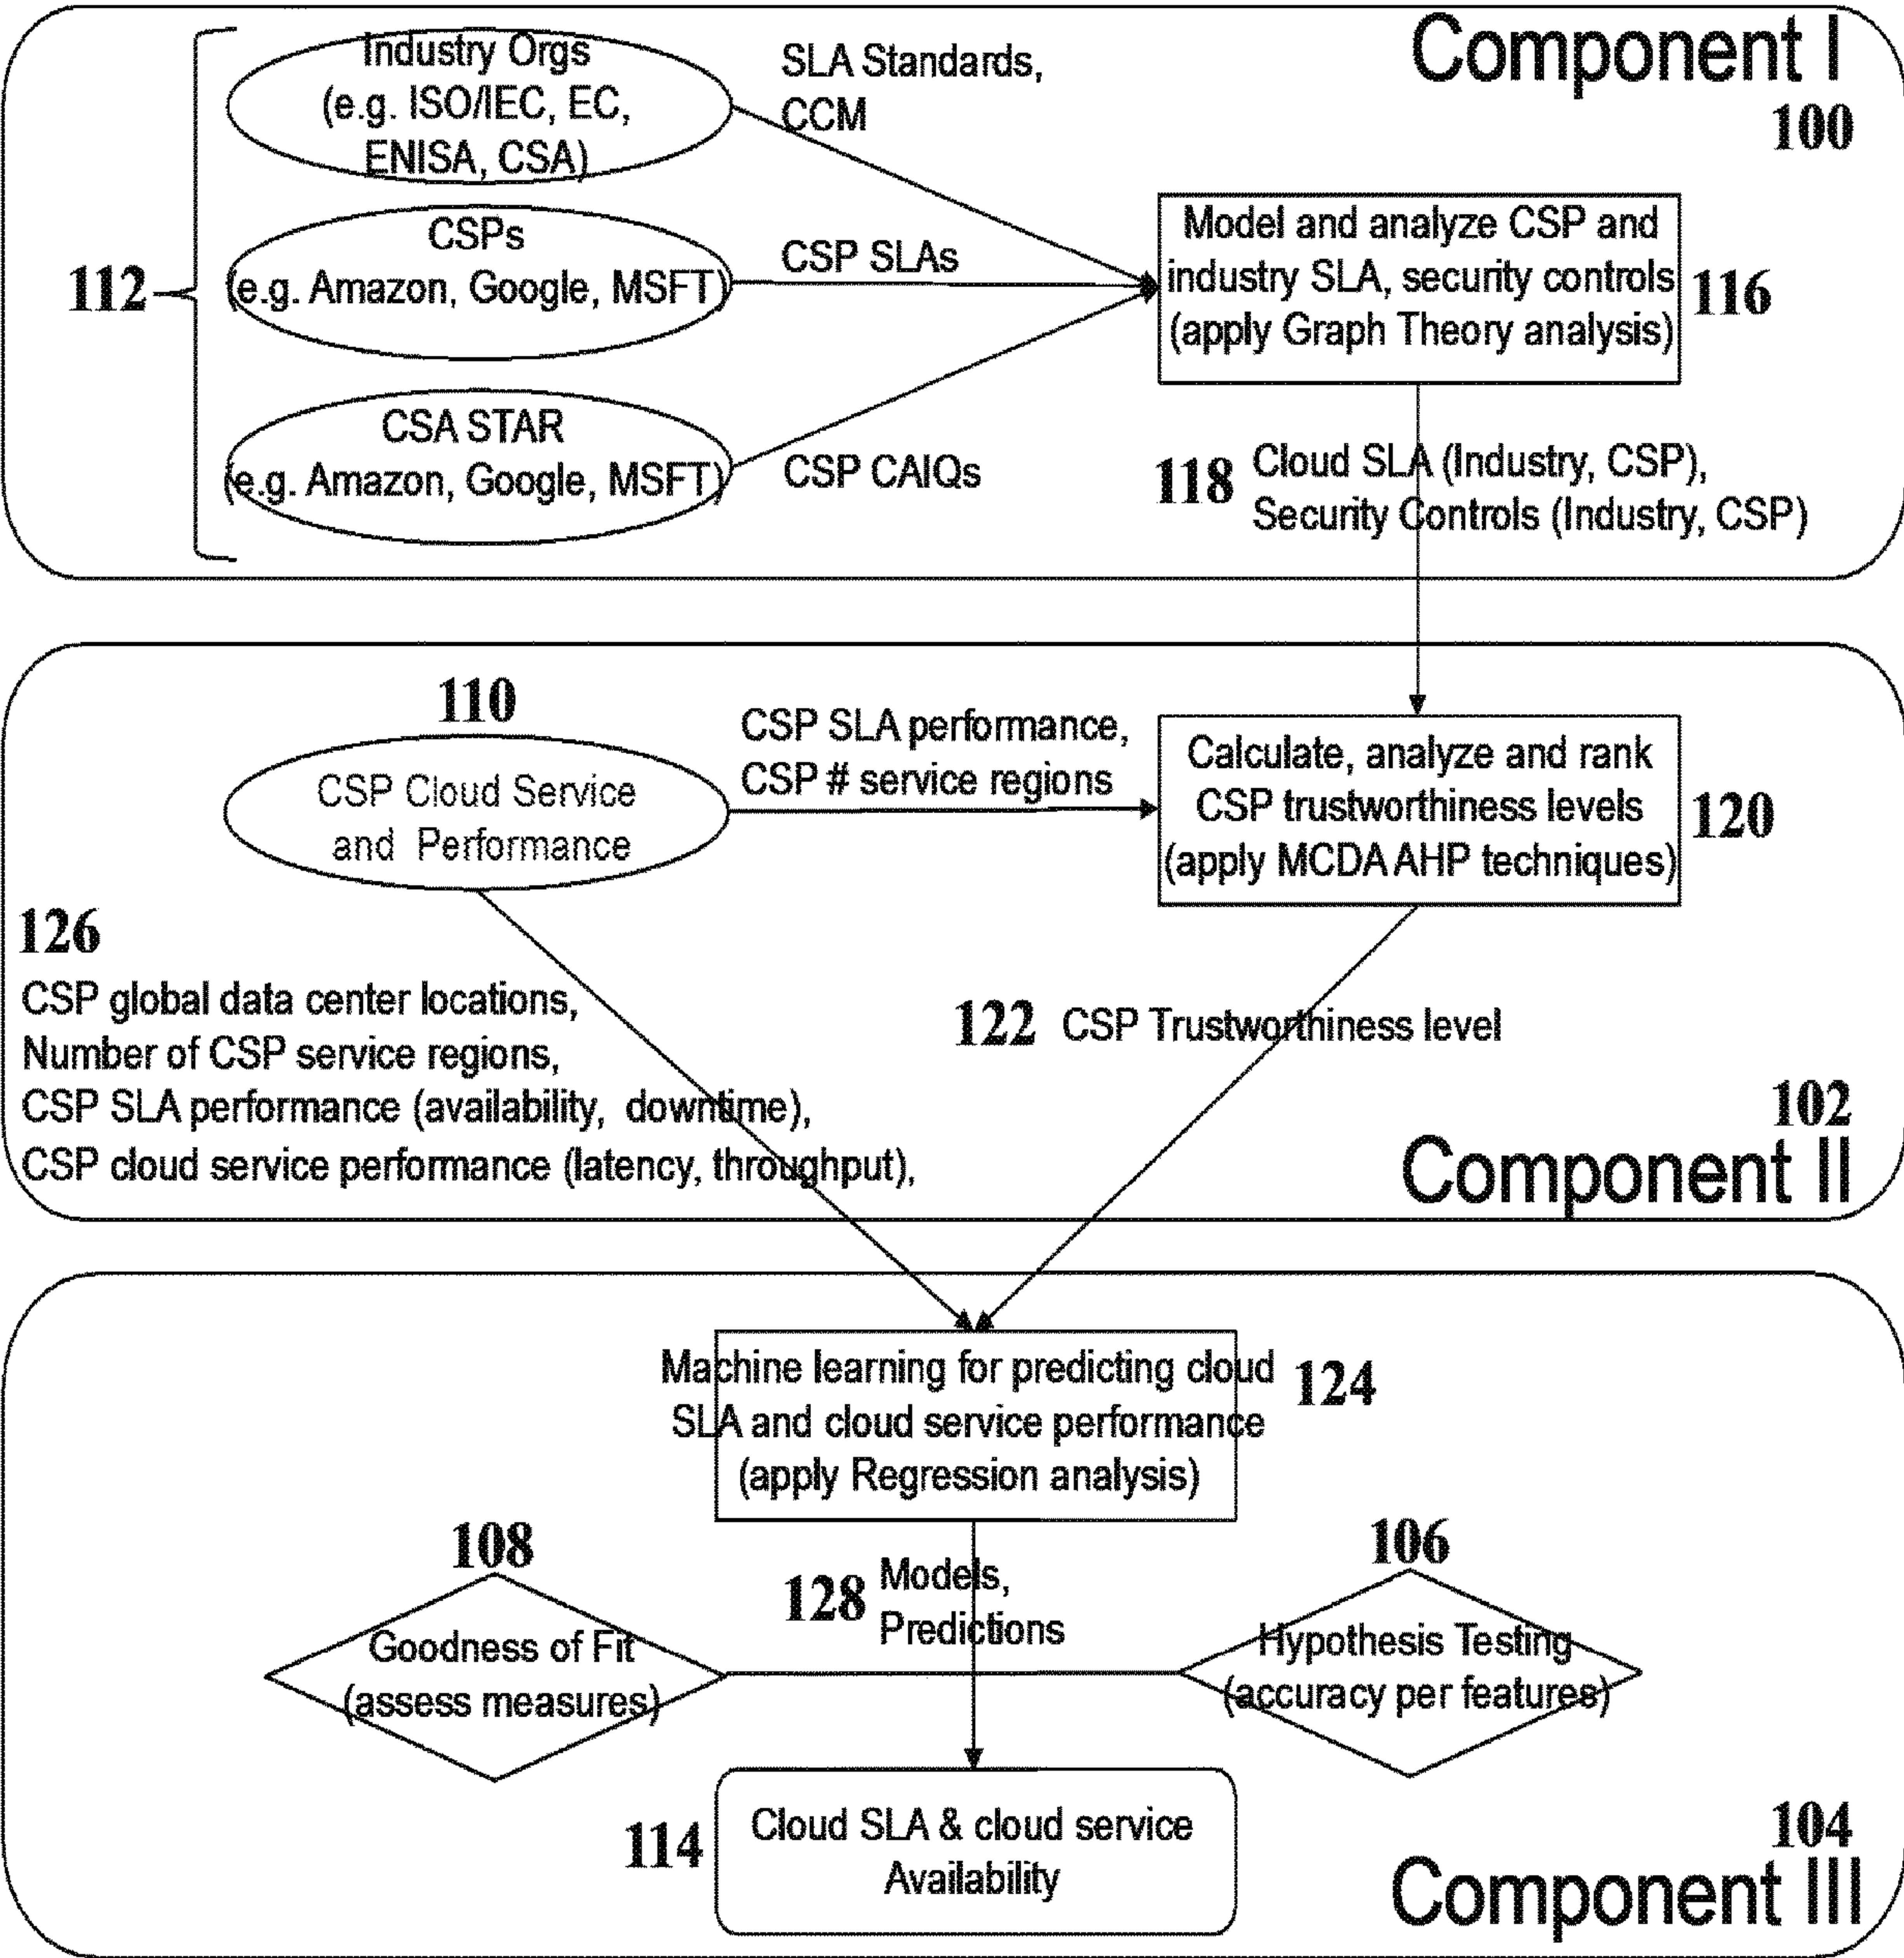 Component I
100
Industry Orgs
(e.g. ISO/IEC, EC,
ENISA, CSA)
SLA Standards,
CCM
112
CSPs
(e.g. Amazon, Google, MSFT)
CSP SLAs
Model and analyze CSP and
industry SLA, security controls
(apply Graph Theory analysis)
116
CSA STAR
(e.g. Amazon, Google, MSFT)
CSP CAIQs
118
Cloud SLA (Industry, CSP),
Security Controls (Industry, CSP)
110
CSP Cloud Service
and Performance
CSP SLA performance,
CSP # service regions
Calculate, analyze and rank
CSP trustworthiness levels
(apply MCDA AHP techniques)
120
126
CSP global data center locations,
Number of CSP service regions,
CSP SLA performance (availability, downtime),
CSP cloud service performance (latency, throughput),
122
CSP Trustworthiness level
102
Component II
Machine learning for predicting cloud
SLA and cloud service performance
(apply Regression analysis)
124
108
Goodness of Fit
(assess measures)
128
Models,
Predictions
106
Hypothesis Testing
(accuracy per features)
114
Cloud SLA & cloud service
Availability
104
Component III